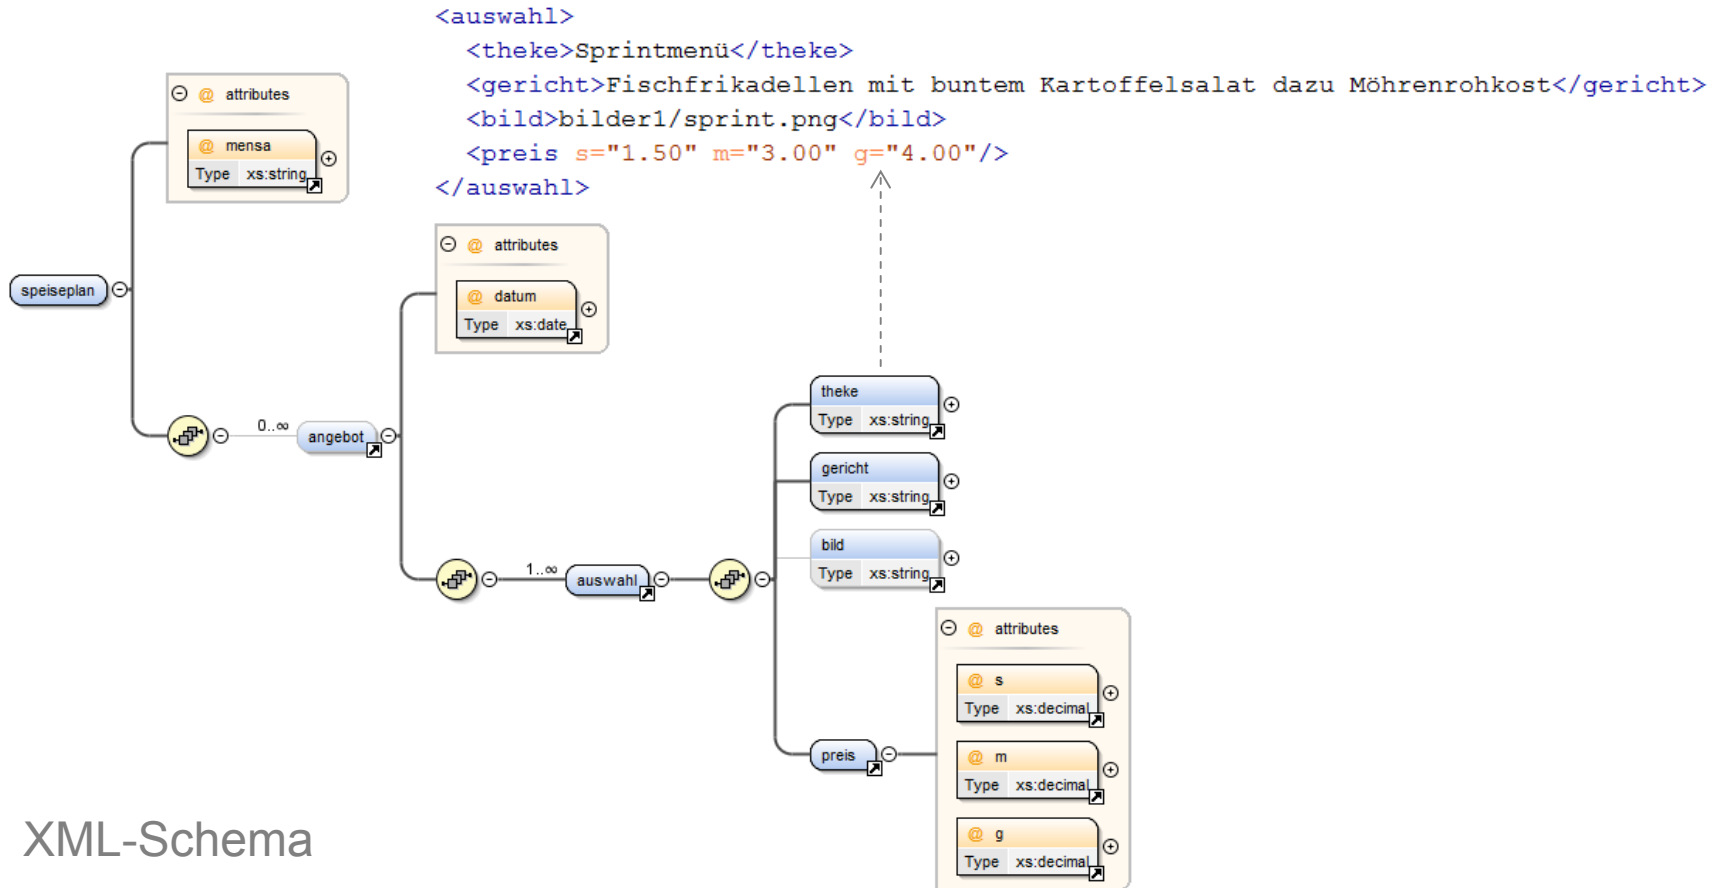 <auswahl>
<theke>Sprintmenü</theke>
<gericht>Fischfrikadellen mit buntem Kartoffelsalat dazu Möhrenrohkost</gericht>
<bild>bilder1/sprint.png</bild>
<preis s="1.50" m="3.00" g="4.00"/>
</auswahl>
@ attributes
@ mensa
Type xs:string
speiseplan
@ attributes
@ datum
Type xs:date
0..∞
angebot
theke
Type xs:string
gericht
Type xs:string
bild
Type xs:string
1..∞
auswahl
@ attributes
@ s
Type xs:decimal
preis
@ m
Type xs:decimal
@ g
Type xs:decimal
XML-Schema